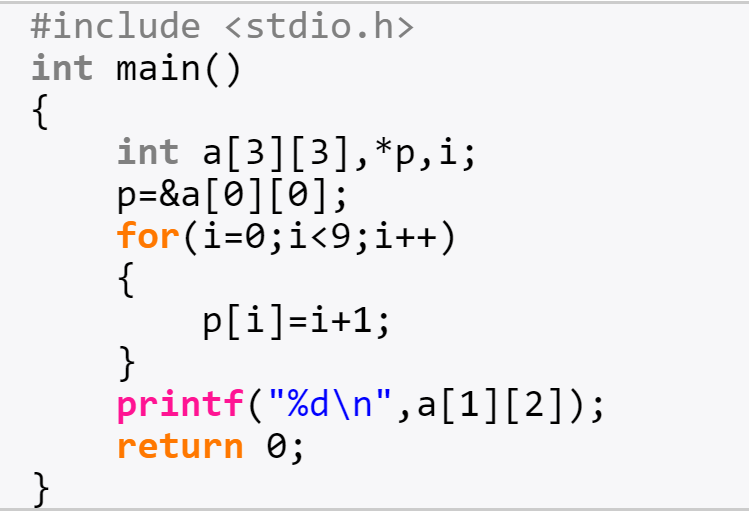 #include <stdio.h>
int main()
{
    int a[3][3],*p,i;
    p=&a[0][0];
    for(i=0;i<9;i++)
    {
        p[i]=i+1;
    }
    printf("%d\n",a[1][2]);
    return 0;
}